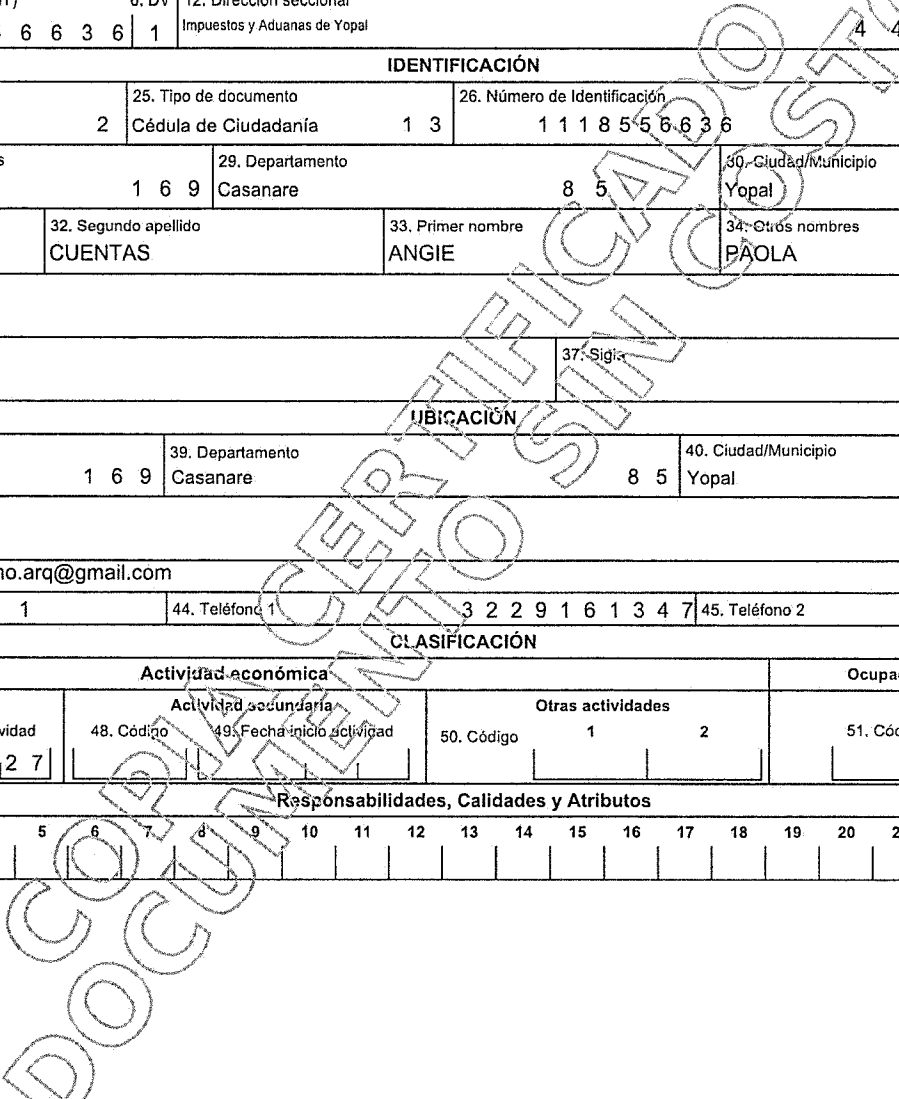 6. DV 12. Dirección seccional
6 6 3 6 1 Impuestos y Aduanas de Yopal 4 4
IDENTIFICACIÓN
25. Tipo de documento 26. Número de Identificación
2 Cédula de Ciudadanía 1 3 1 1 1 8 5 5 6 6 3 6
29. Departamento 30. Ciudad/Municipio
1 6 9 Casanare 8 5 Yopal
32. Segundo apellido 33. Primer nombre 34. Otros nombres
CUENTAS ANGIE PAOLA
37. Sigla
UBICACIÓN
39. Departamento 40. Ciudad/Municipio
1 6 9 Casanare 8 5 Yopal
no.arq@gmail.com
1 44. Teléfono 1 3 2 2 9 1 6 1 3 4 7 45. Teléfono 2
CLASIFICACIÓN
Actividad económica Ocupa
Actividad secundaria Otras actividades
vidad 48. Código 49. Fecha inicio actividad 50. Código 1 2 51. Cód
2 7
Responsabilidades, Calidades y Atributos
5 6 7 8 9 10 11 12 13 14 15 16 17 18 19 20 2
COPIA CERTIFICADO
DOCUMENTO SIN COSTO